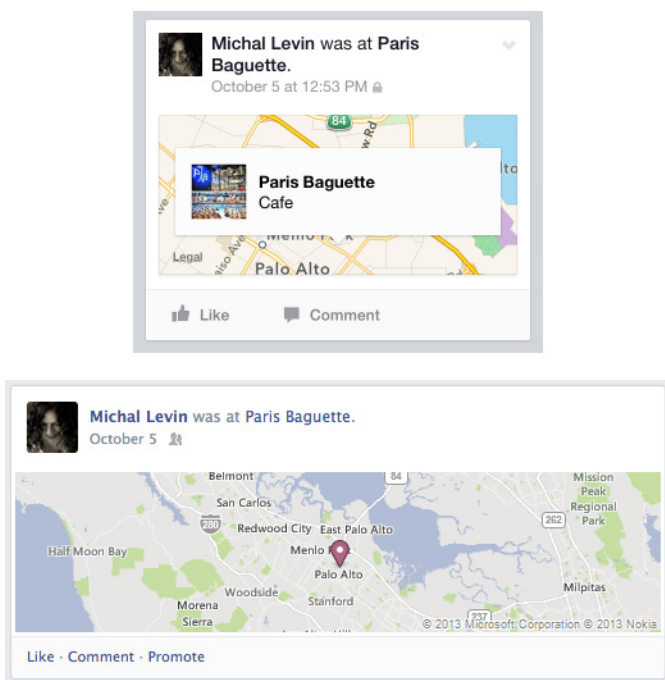 Michal Levin was at Paris
Baguette.
October 5 at 12:53 PM
84
w Rd
lto
Paris Baguette
Cafe
Legal
Palo Alto
Like
Comment
Michal Levin was at Paris Baguette.
October 5
Belmont
84
Mission
Peak
Regional
Park
San Carlos
280
Redwood City
East Palo Alto
262
Half Moon Bay
Menlo
Palo Alto
Woodside
Stanford
Milpitas
Morena
Sierra
237
© 2013 Microsoft Corporation © 2013 Nokia
Like · Comment · Promote